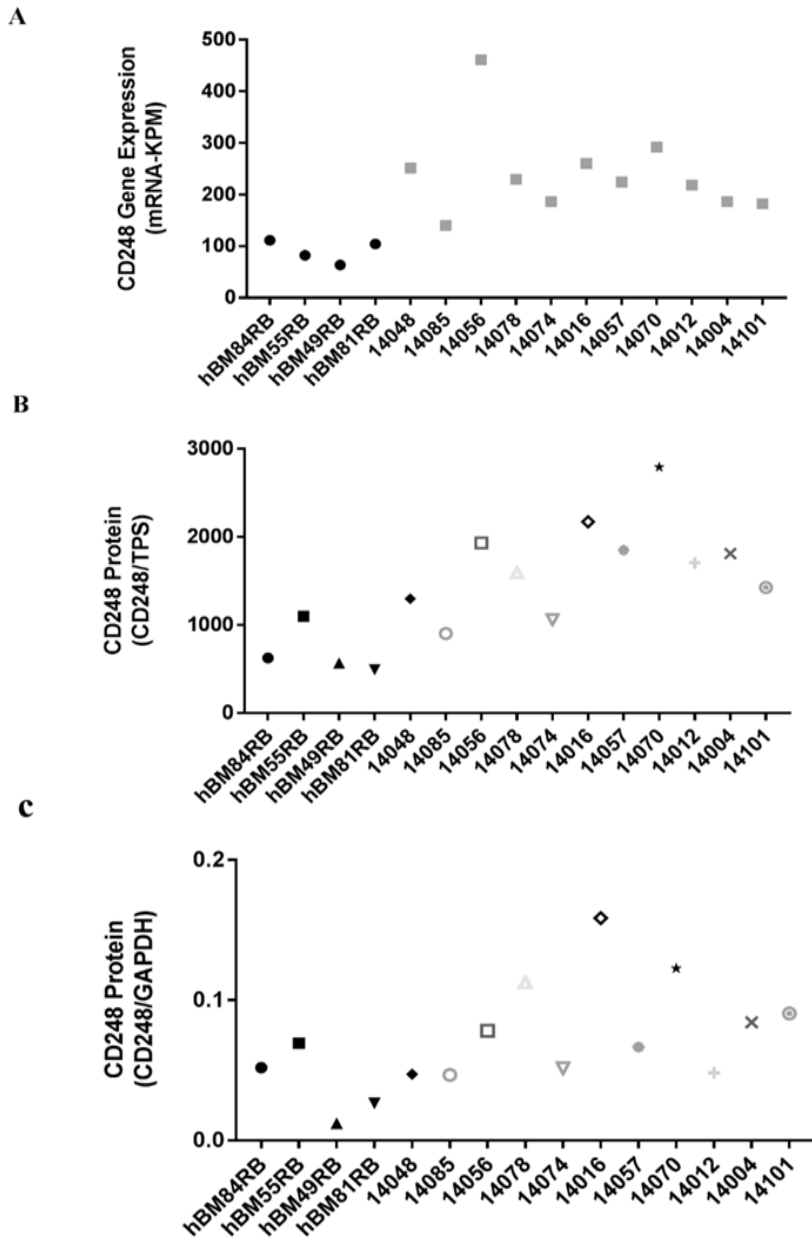 A
CD248 Gene Expression
(mRNA-KPM)
500
400
300
200
100
0
hBM84RB
hBM55RB
hBM49RB
hBM81RB
14048
14085
14056
14078
14074
14016
14057
14070
14012
14004
14101
B
CD248 Protein
(CD248/TPS)
3000
2000
1000
0
hBM84RB
hBM55RB
hBM49RB
hBM81RB
14048
14085
14056
14078
14074
14016
14057
14070
14012
14004
14101
c
CD248 Protein
(CD248/GAPDH)
0.2
0.1
0.0
hBM84RB
hBM55RB
hBM49RB
hBM81RB
14048
14085
14056
14078
14074
14016
14057
14070
14012
14004
14101